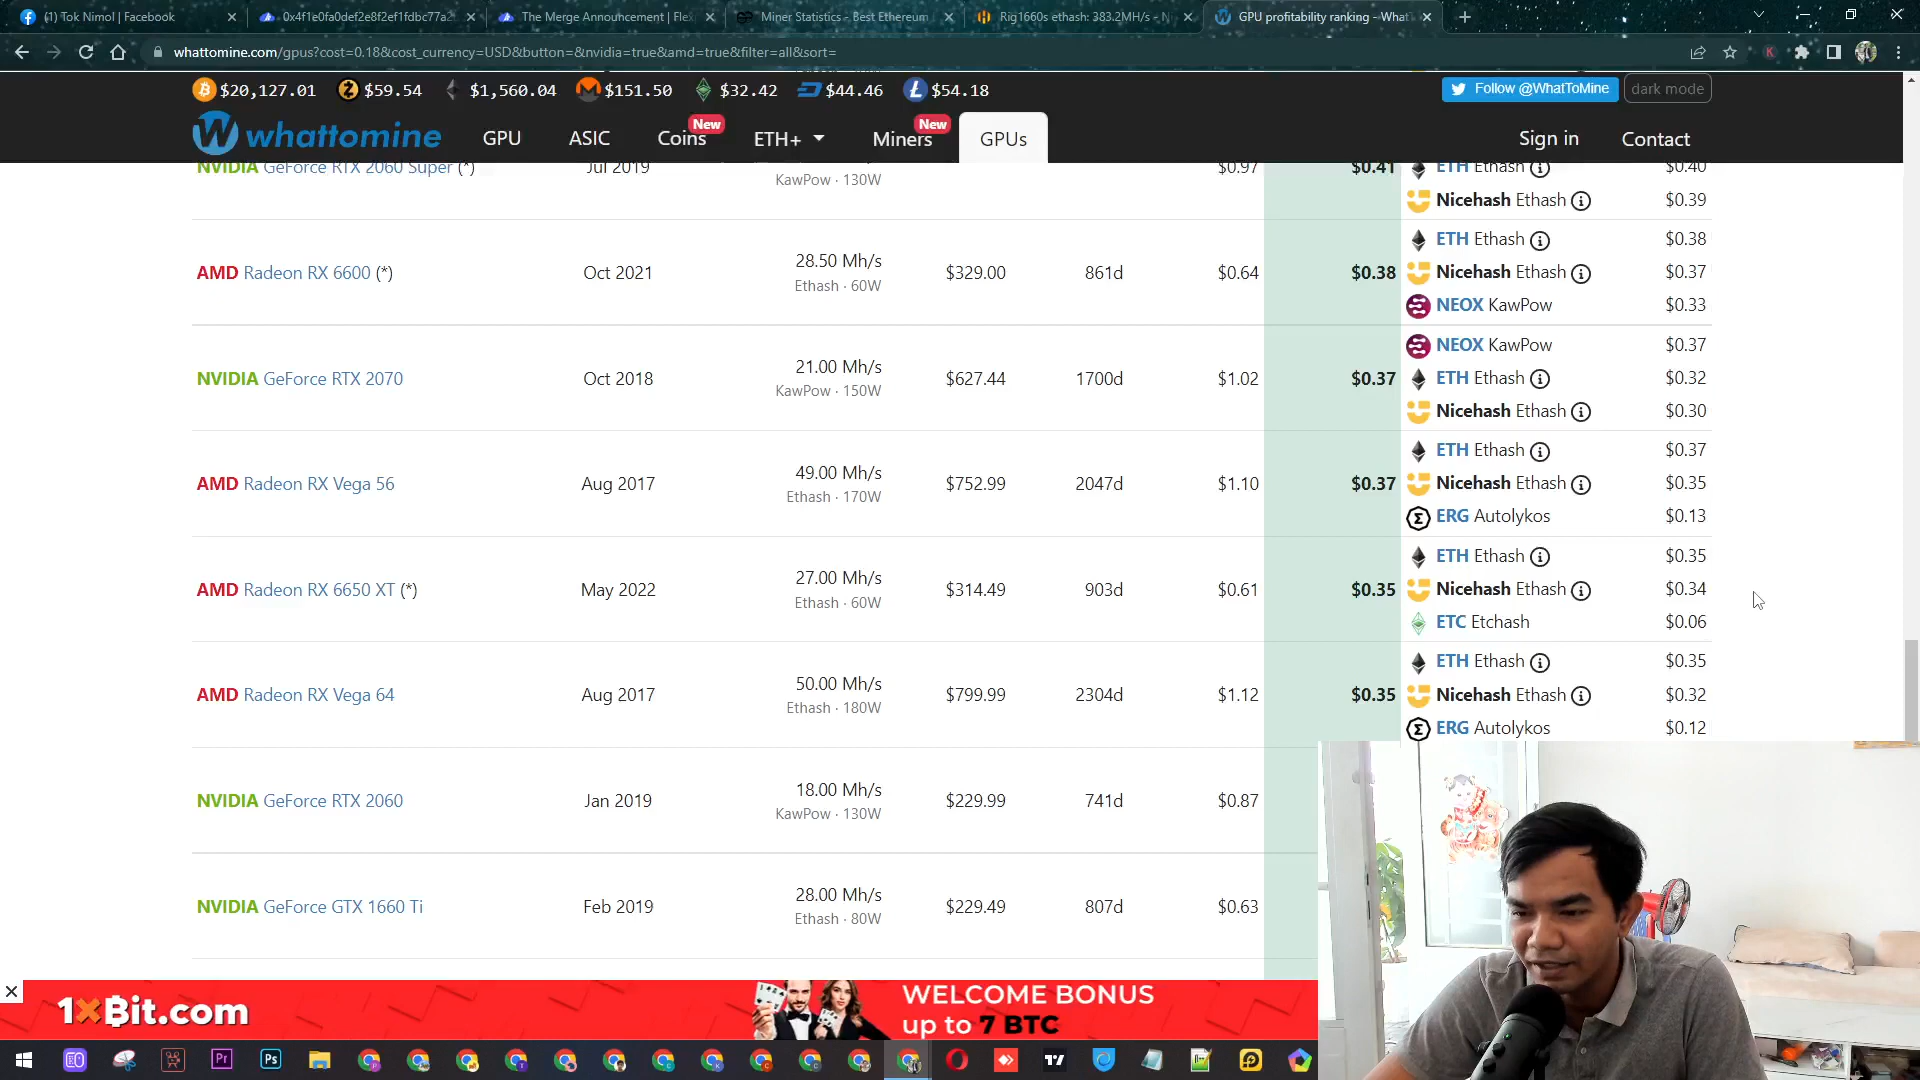 (1) Tok Nimol | Facebook
0x4f1e0fa0def2e8f2ef1fdbc77a2
The Merge Announcement | Flex
Miner Statistics - Best Ethereum
Rig1660s ethash: 383.2MH/s - N
GPU profitability ranking - What
whattomine.com/gpus?cost=0.18&cost_currency=USD&button=&nvidia=true&amd=true&filter=all&sort=
$20,127.01 $59.54 $1,560.04 $151.50 $32.42 $44.46 $54.18
Follow @WhatToMine dark mode
whattomine GPU ASIC Coins New ETH+ Miners New GPUs Sign in Contact
NVIDIA GeForce RTX 2060 Super (*) Jul 2019 KawPow · 130W $0.97 $0.41 ETH Ethash $0.40
Nicehash Ethash $0.39
AMD Radeon RX 6600 (*) Oct 2021 28.50 Mh/s Ethash · 60W $329.00 861d $0.64 $0.38
ETH Ethash $0.38
Nicehash Ethash $0.37
NEOX KawPow $0.33
NVIDIA GeForce RTX 2070 Oct 2018 21.00 Mh/s KawPow · 150W $627.44 1700d $1.02 $0.37
NEOX KawPow $0.37
ETH Ethash $0.32
Nicehash Ethash $0.30
AMD Radeon RX Vega 56 Aug 2017 49.00 Mh/s Ethash · 170W $752.99 2047d $1.10 $0.37
ETH Ethash $0.37
Nicehash Ethash $0.35
ERG Autolykos $0.13
AMD Radeon RX 6650 XT (*) May 2022 27.00 Mh/s Ethash · 60W $314.49 903d $0.61 $0.35
ETH Ethash $0.35
Nicehash Ethash $0.34
ETC Etchash $0.06
AMD Radeon RX Vega 64 Aug 2017 50.00 Mh/s Ethash · 180W $799.99 2304d $1.12 $0.35
ETH Ethash $0.35
Nicehash Ethash $0.32
ERG Autolykos $0.12
NVIDIA GeForce RTX 2060 Jan 2019 18.00 Mh/s KawPow · 130W $229.99 741d $0.87
NVIDIA GeForce GTX 1660 Ti Feb 2019 28.00 Mh/s Ethash · 80W $229.49 807d $0.63
1xBit.com
WELCOME BONUS
up to 7 BTC
Pr Ps